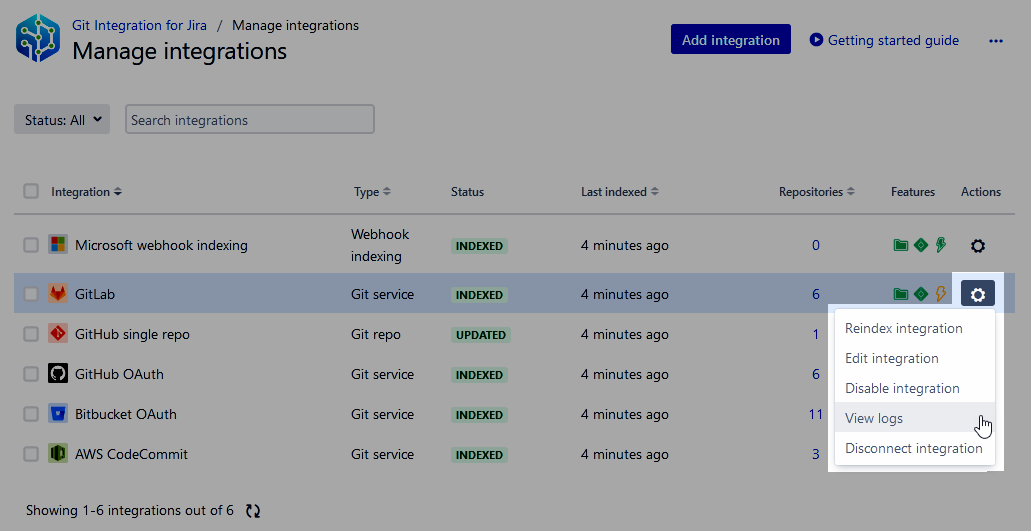 Git Integration for Jira / Manage integrations
Manage integrations
Add integration
Getting started guide
Status: All
Search integrations
Integration Type Status Last indexed Repositories Features Actions
Microsoft webhook indexing Webhook indexing INDEXED 4 minutes ago 0
GitLab Git service INDEXED 4 minutes ago 6
GitHub single repo Git repo UPDATED 4 minutes ago 1
GitHub OAuth Git service INDEXED 4 minutes ago 6
Bitbucket OAuth Git service INDEXED 4 minutes ago 11
AWS CodeCommit Git service INDEXED 4 minutes ago 3
Reindex integration
Edit integration
Disable integration
View logs
Disconnect integration
Showing 1-6 integrations out of 6